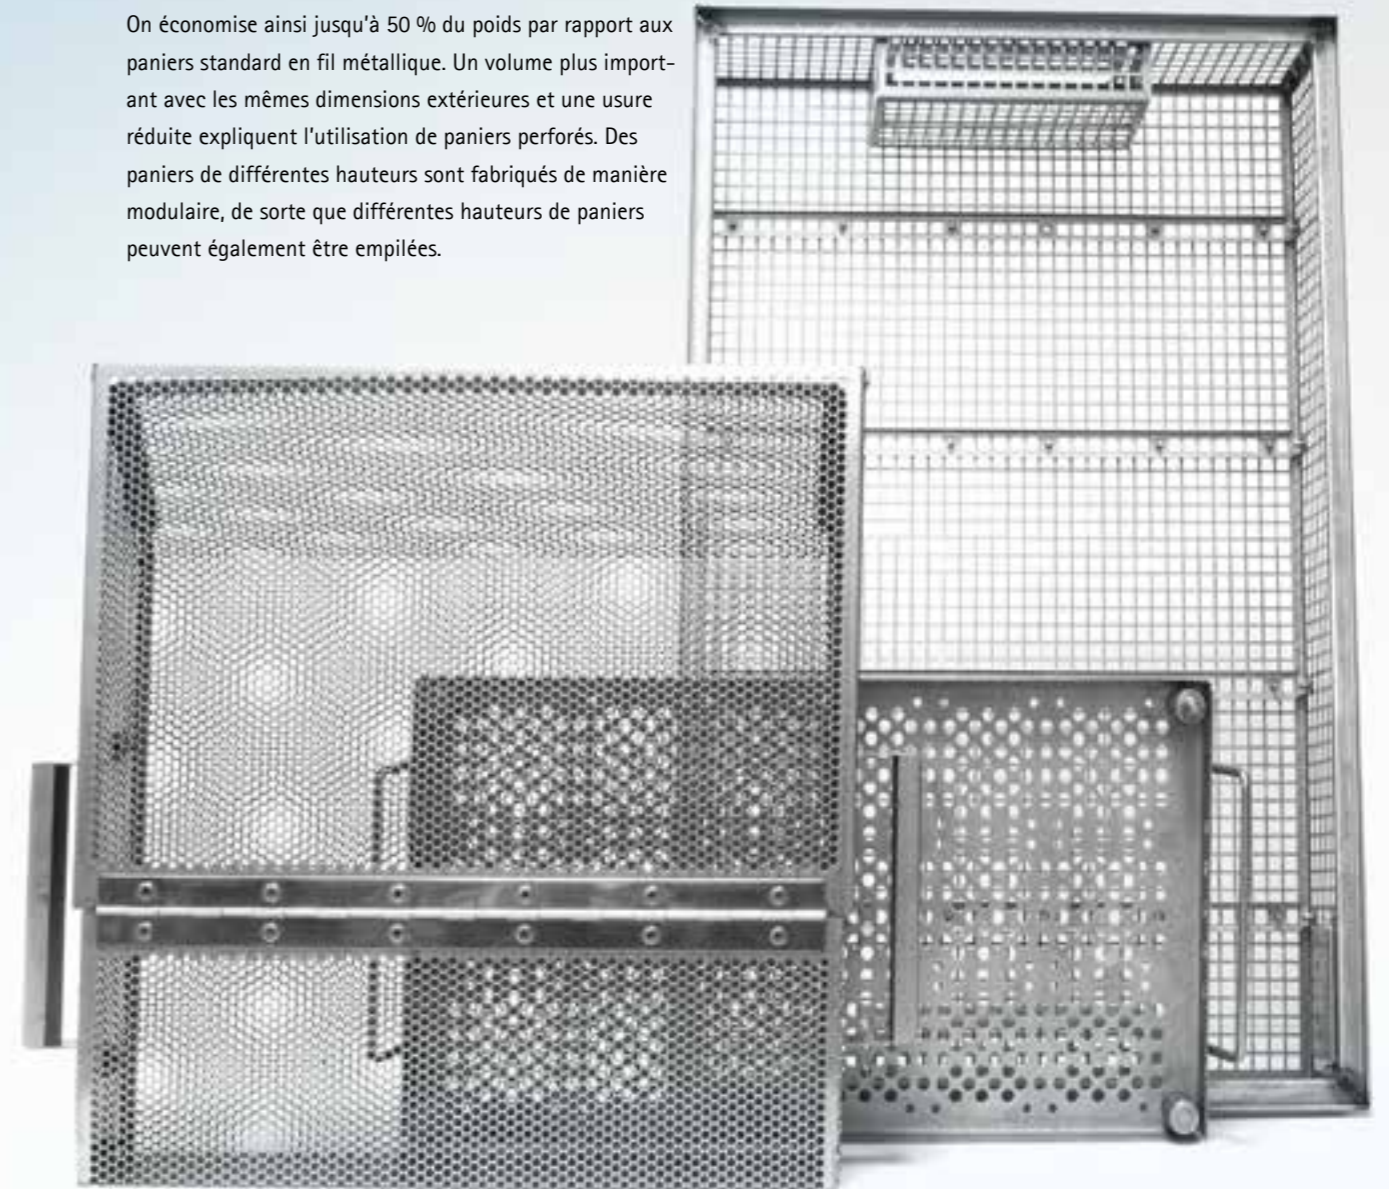 On économise ainsi jusqu'à 50 % du poids par rapport aux
paniers standard en fil métallique. Un volume plus import-
ant avec les mêmes dimensions extérieures et une usure
réduite expliquent l'utilisation de paniers perforés. Des
paniers de différentes hauteurs sont fabriqués de manière
modulaire, de sorte que différentes hauteurs de paniers
peuvent également être empilées.